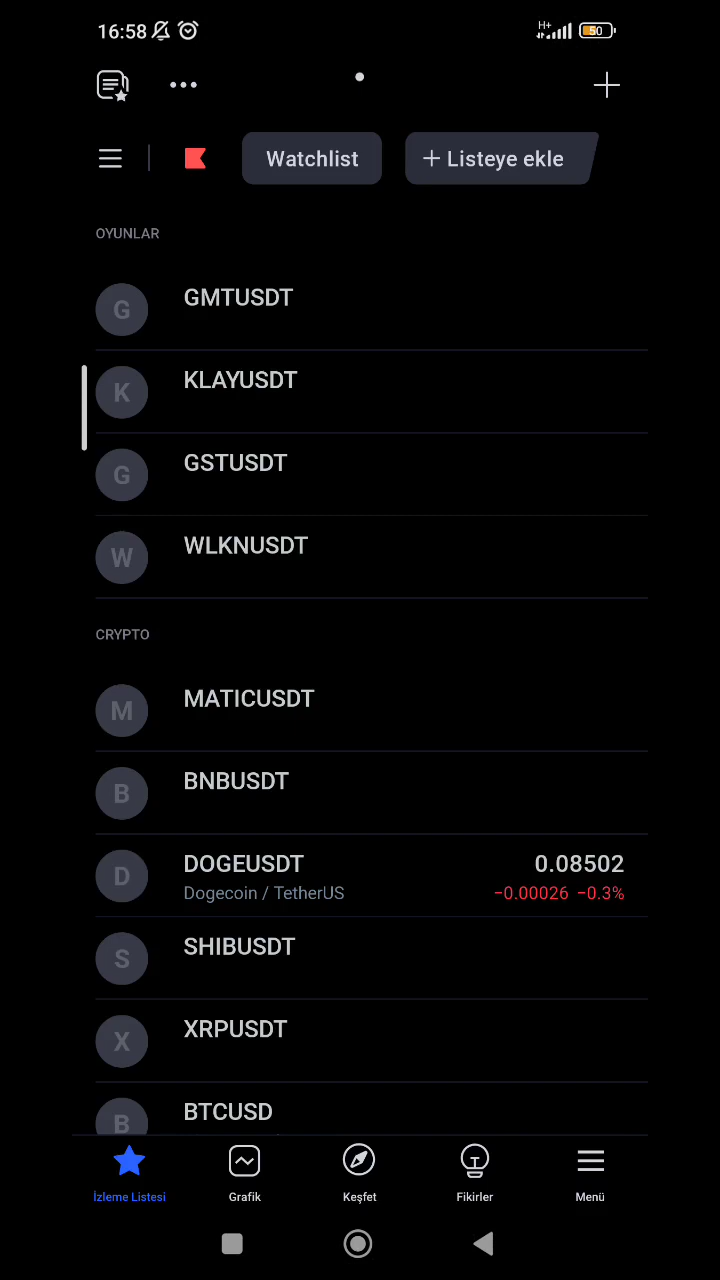 16:58
H+
50
Watchlist
+ Listeye ekle
OYUNLAR
G
GMTUSDT
K
KLAYUSDT
G
GSTUSDT
W
WLKNUSDT
CRYPTO
M
MATICUSDT
B
BNBUSDT
D
DOGEUSDT 0.08502
Dogecoin / TetherUS −0.00026 −0.3%
S
SHIBUSDT
X
XRPUSDT
B
BTCUSD
İzleme Listesi Grafik Keşfet Fikirler Menü